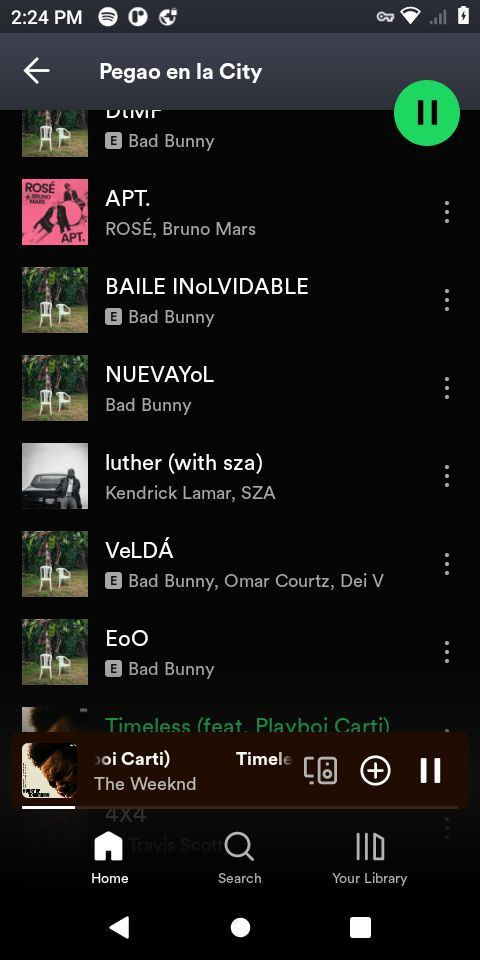 2:24 PM
Pegao en la City
DtMF
E Bad Bunny
ROSÉ
& BRUNO
MARS
APT.
APT.
ROSÉ, Bruno Mars
BAILE INoLVIDABLE
E Bad Bunny
NUEVAYoL
Bad Bunny
luther (with sza)
Kendrick Lamar, SZA
VeLDÁ
E Bad Bunny, Omar Courtz, Dei V
EoO
E Bad Bunny
Timeless (feat. Playboi Carti)
boi Carti) Timele
The Weeknd
4X4
Travis Scott
Home
Search
Your Library